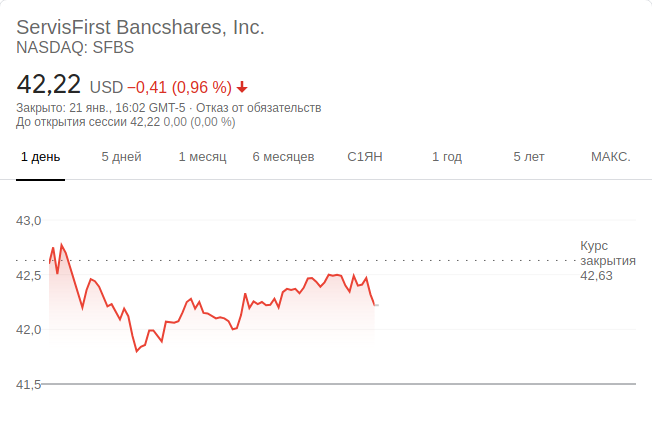 ServisFirst Bancshares, Inc.
NASDAQ: SFBS
42,22 USD −0,41 (0,96 %)
Закрыто: 21 янв., 16:02 GMT-5 · Отказ от обязательств
До открытия сессии 42,22 0,00 (0,00 %)
1 день 5 дней 1 месяц 6 месяцев С1ЯН 1 год 5 лет МАКС.
43,0
Курс
закрытия
42,63
42,5
42,0
41,5